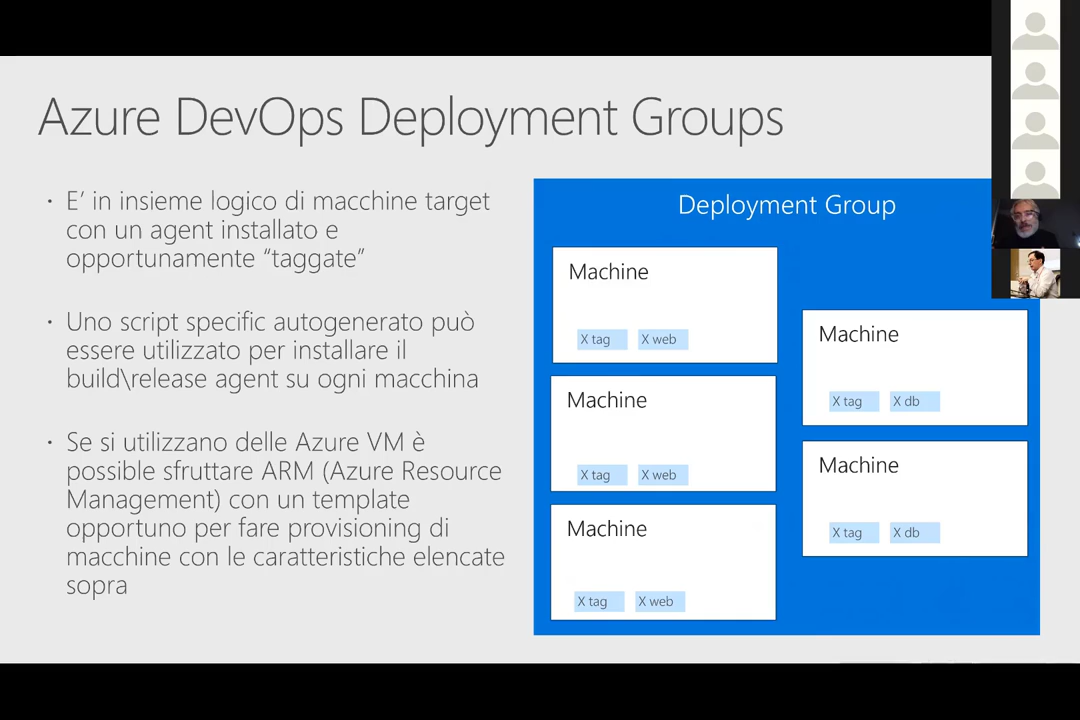 Azure DevOps Deployment Groups
• E’ in insieme logico di macchine target
con un agent installato e
opportunamente “taggate”
• Uno script specific autogenerato può
essere utilizzato per installare il
build\release agent su ogni macchina
• Se si utilizzano delle Azure VM è
possible sfruttare ARM (Azure Resource
Management) con un template
opportuno per fare provisioning di
macchine con le caratteristiche elencate
sopra
Deployment Group
Machine
X tag X web
Machine
X tag X web
Machine
X tag X web
Machine
X tag X db
Machine
X tag X db